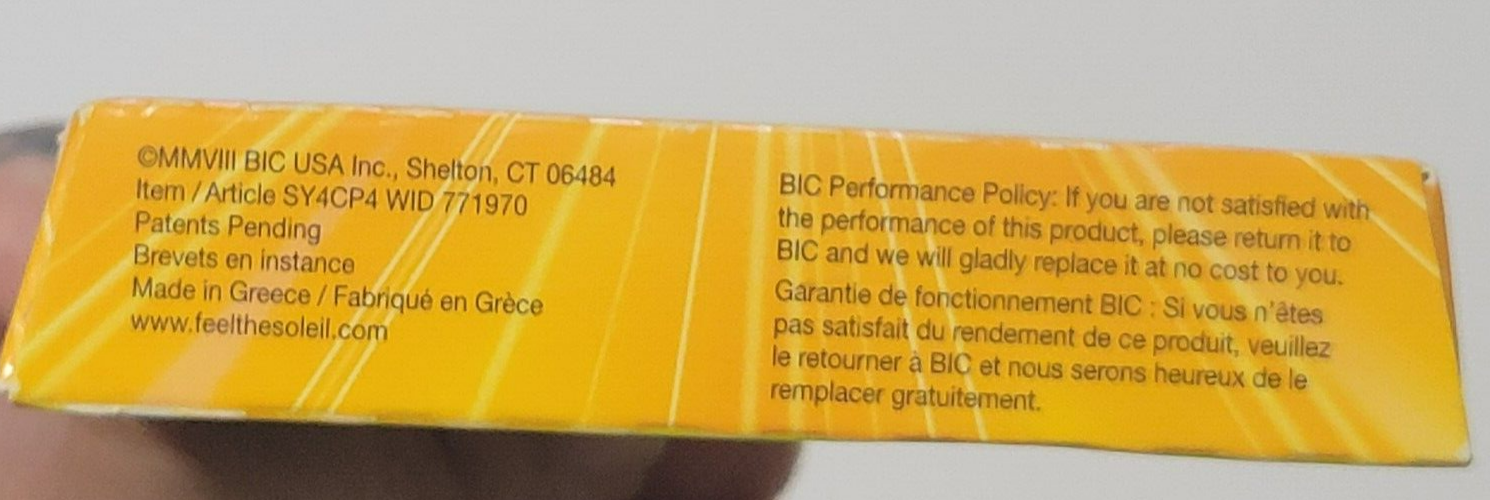 ©MMVIII BIC USA Inc., Shelton, CT 06484
Item / Article SY4CP4 WID 771970
Patents Pending
Brevets en instance
Made in Greece / Fabriqué en Grèce
www.feelthesoleil.com
BIC Performance Policy: If you are not satisfied with
the performance of this product, please return it to
BIC and we will gladly replace it at no cost to you.
Garantie de fonctionnement BIC : Si vous n'êtes
pas satisfait du rendement de ce produit, veuillez
le retourner à BIC et nous serons heureux de le
remplacer gratuitement.